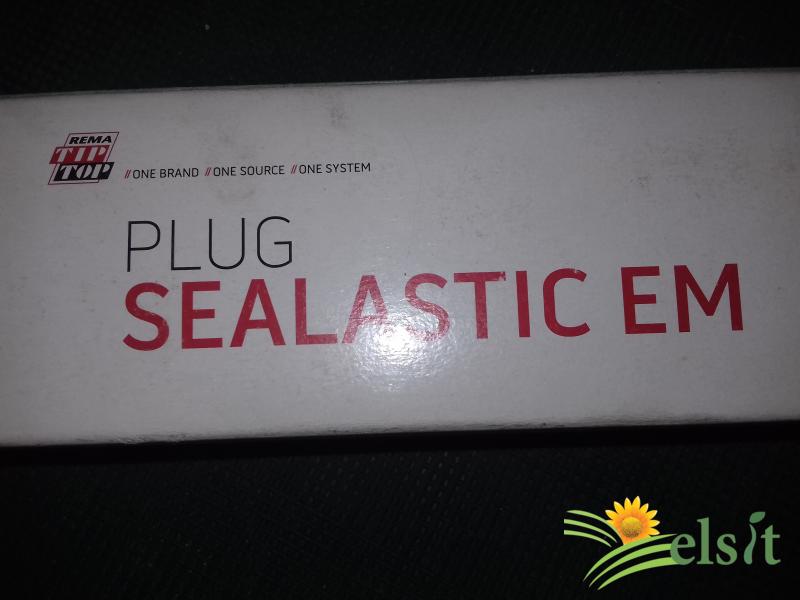 REMA
TIP
TOP
//ONE BRAND //ONE SOURCE //ONE SYSTEM
PLUG
SEALASTIC EM
elsit